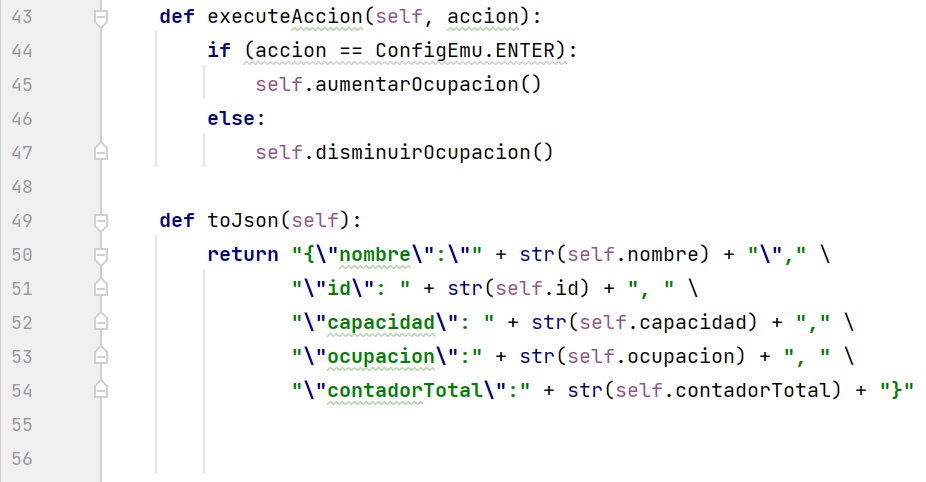 43 def executeAccion(self, accion):
44 if (accion == ConfigEmu.ENTER):
45 self.aumentarOcupacion()
46 else:
47 self.disminuirOcupacion()
48
49 def toJson(self):
50 return "{\"nombre\":\"" + str(self.nombre) + "\"," \
51 "\"id\": " + str(self.id) + ", " \
52 "\"capacidad\": " + str(self.capacidad) + "," \
53 "\"ocupacion\":" + str(self.ocupacion) + ", " \
54 "\"contadorTotal\":" + str(self.contadorTotal) + "}"
55
56